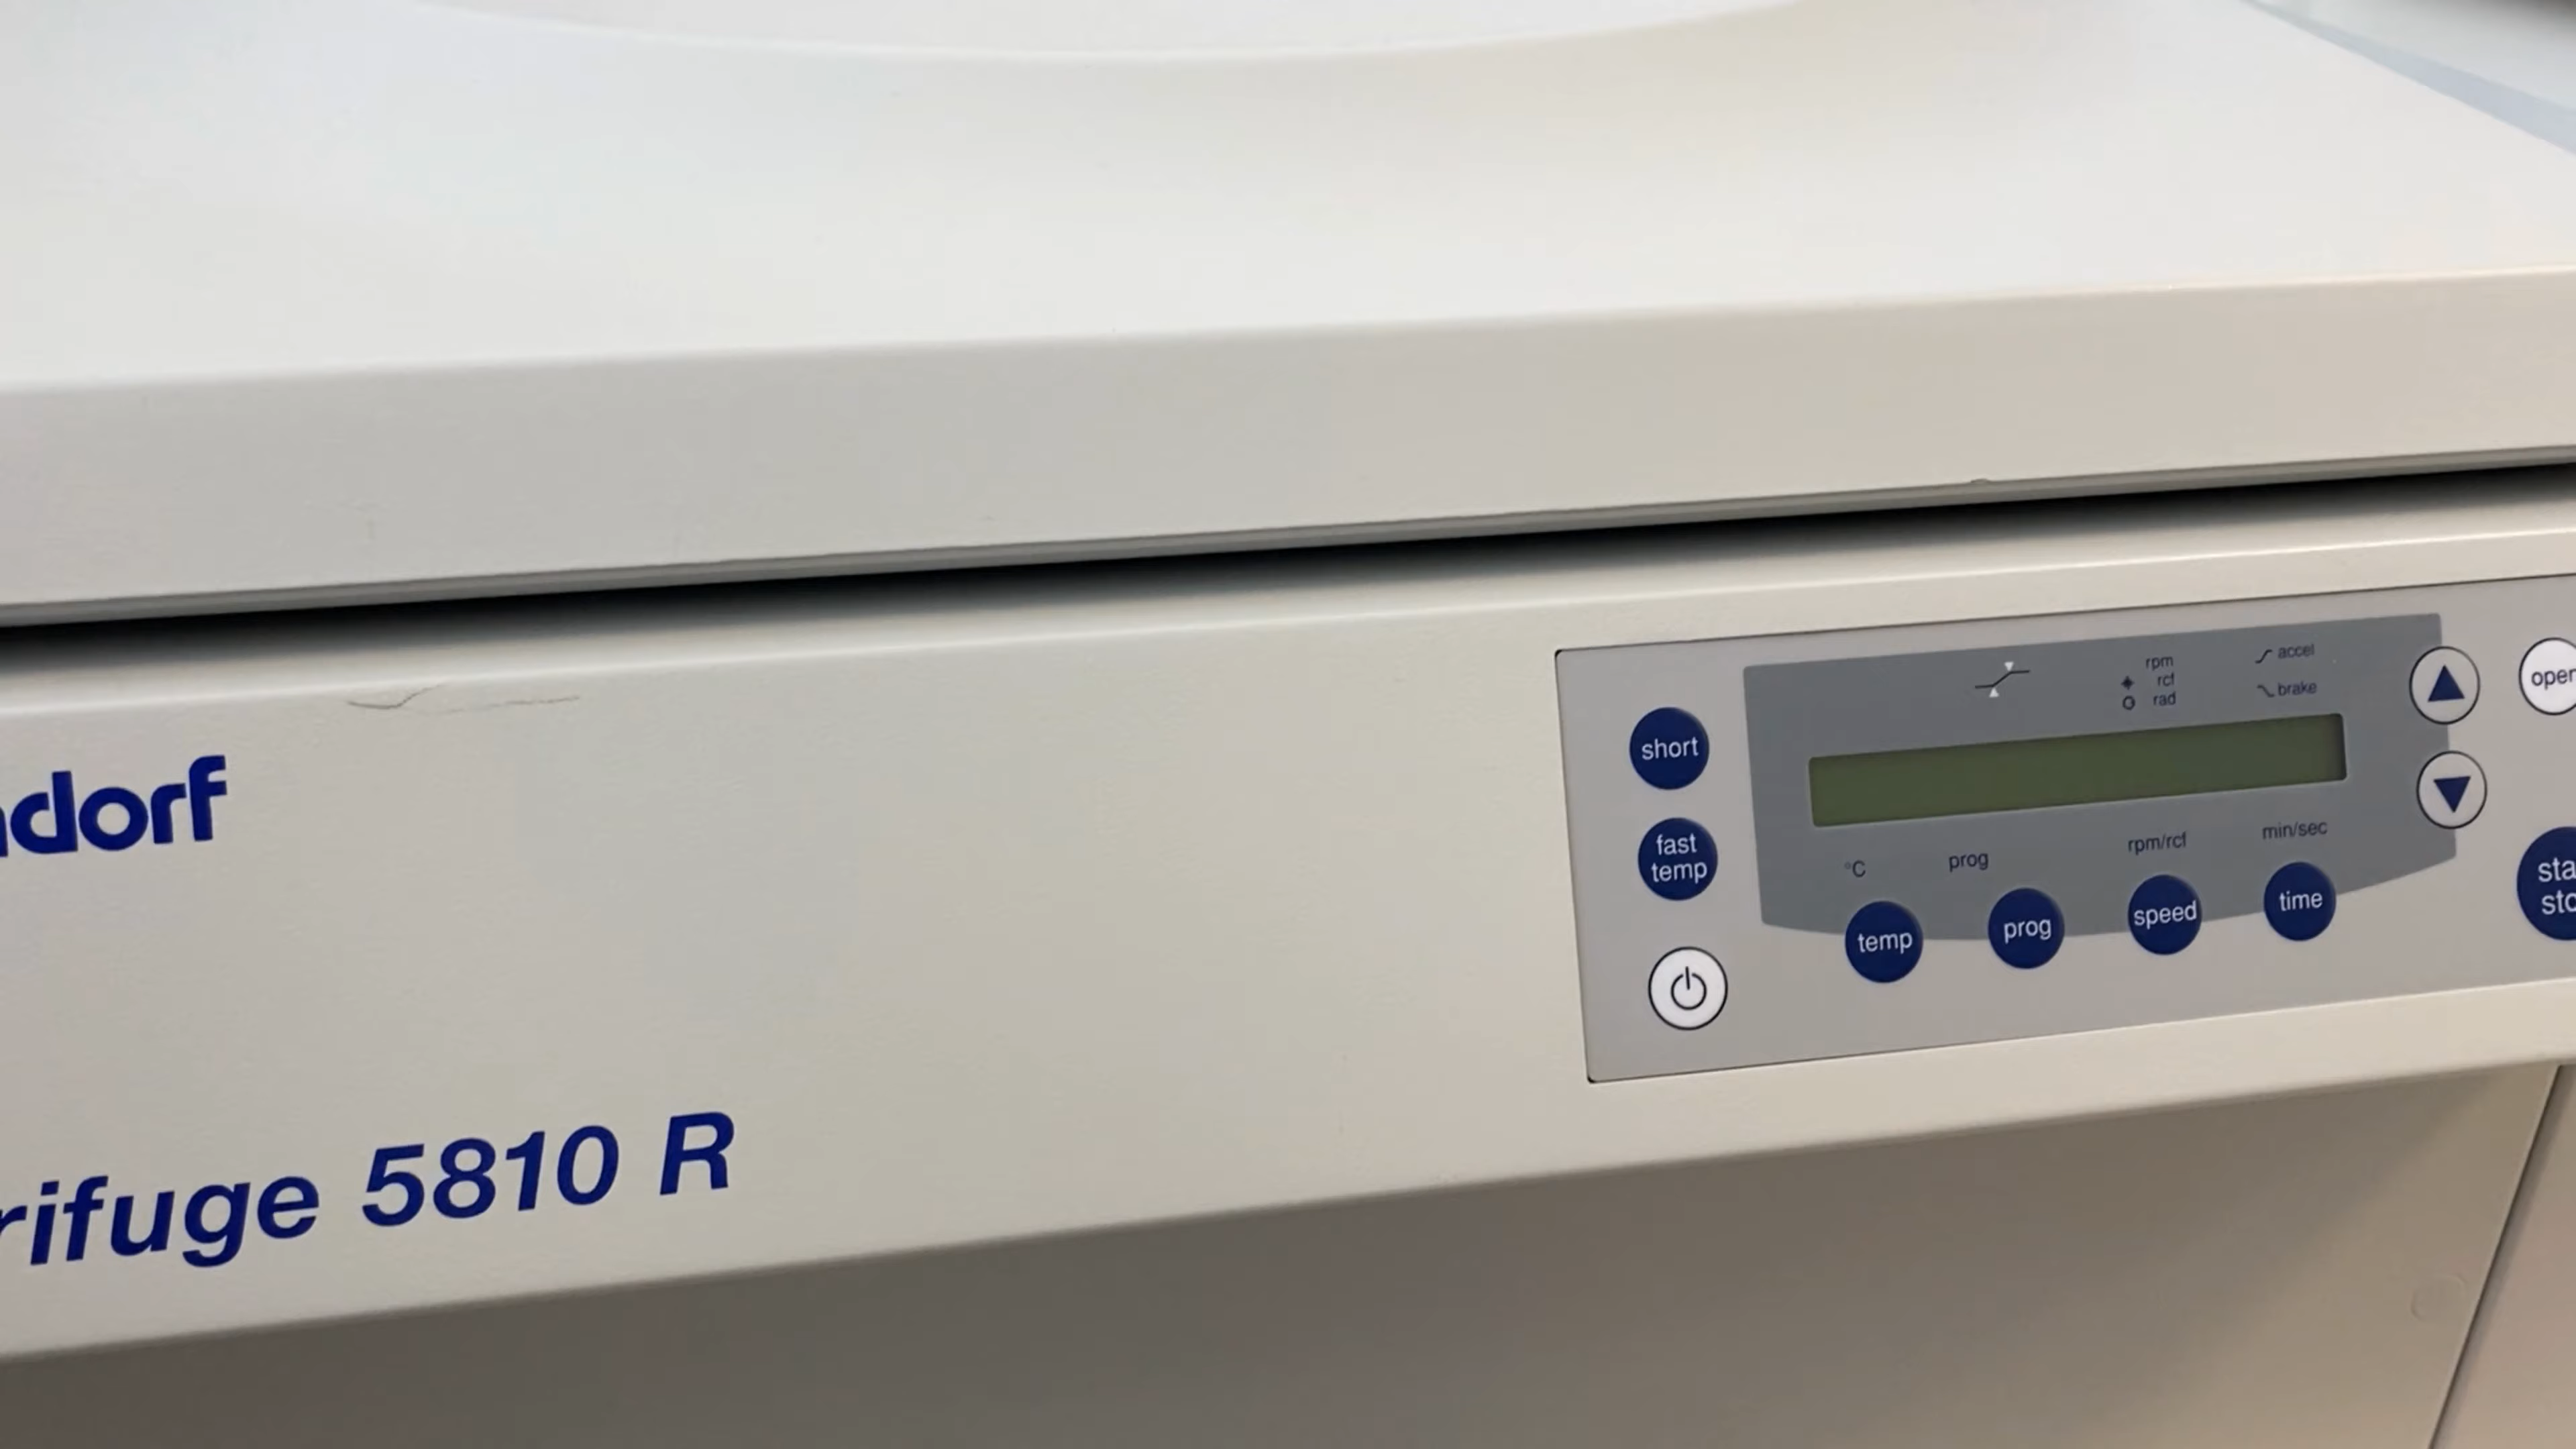 dorf
rifuge 5810 R
short
fast
temp
rpm
rcf
rad
accel
brake
open
°C
prog
rpm/rcf
min/sec
temp
prog
speed
time
sta
sto